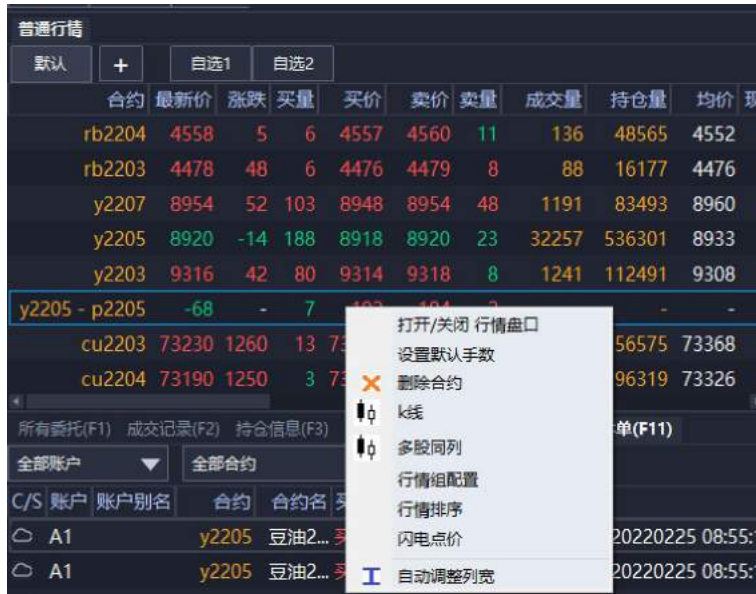 普通行情
默认 + 自选1 自选2
合约 最新价 涨跌 买量 买价 卖价 卖量 成交量 持仓量 均价
rb2204 4558 5 6 4557 4560 11 136 48565 4552
rb2203 4478 48 6 4476 4479 8 88 16177 4476
y2207 8954 52 103 8948 8954 48 1191 83493 8960
y2205 8920 -14 188 8918 8920 23 32257 536301 8933
y2203 9316 42 80 9314 9318 8 1241 112491 9308
y2205 - p2205 -68 - 7 - -
cu2203 73230 1260 13 73 56575 73368
cu2204 73190 1250 3 73 96319 73326
打开/关闭 行情盘口
设置默认手数
删除合约
k线
多股同列
行情组配置
行情排序
闪电点价
自动调整列宽
所有委托(F1) 成交记录(F2) 持仓信息(F3) 单(F11)
全部账户 全部合约
C/S 账户 账户别名 合约 合约名
A1 y2205 豆油2... 20220225 08:55:
A1 y2205 豆油2... 20220225 08:55: